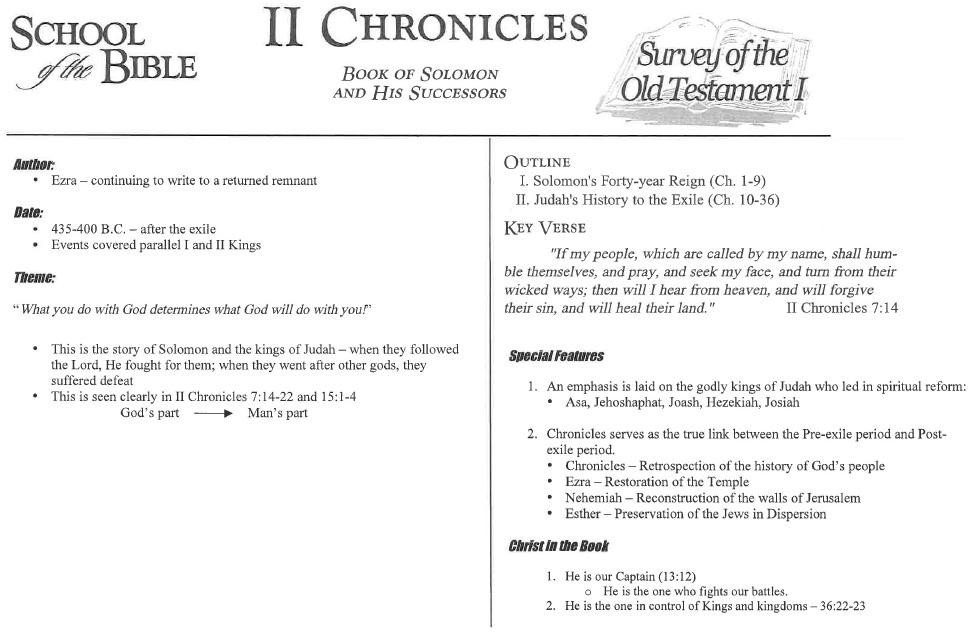 SCHOOL
of the BIBLE
II CHRONICLES
BOOK OF SOLOMON
AND HIS SUCCESSORS
Survey of the
Old Testament I
Author:
• Ezra – continuing to write to a returned remnant
Date:
• 435-400 B.C. – after the exile
• Events covered parallel I and II Kings
Theme:
“What you do with God determines what God will do with you!”
• This is the story of Solomon and the kings of Judah – when they followed
the Lord, He fought for them; when they went after other gods, they
suffered defeat
• This is seen clearly in II Chronicles 7:14-22 and 15:1-4
God’s part → Man’s part
OUTLINE
I. Solomon's Forty-year Reign (Ch. 1-9)
II. Judah's History to the Exile (Ch. 10-36)
KEY VERSE
"If my people, which are called by my name, shall hum-
ble themselves, and pray, and seek my face, and turn from their
wicked ways; then will I hear from heaven, and will forgive
their sin, and will heal their land." II Chronicles 7:14
Special Features
1. An emphasis is laid on the godly kings of Judah who led in spiritual reform:
• Asa, Jehoshaphat, Joash, Hezekiah, Josiah
2. Chronicles serves as the true link between the Pre-exile period and Post-
exile period.
• Chronicles – Retrospection of the history of God’s people
• Ezra – Restoration of the Temple
• Nehemiah – Reconstruction of the walls of Jerusalem
• Esther – Preservation of the Jews in Dispersion
Christ in the Book
1. He is our Captain (13:12)
o He is the one who fights our battles.
2. He is the one in control of Kings and kingdoms – 36:22-23